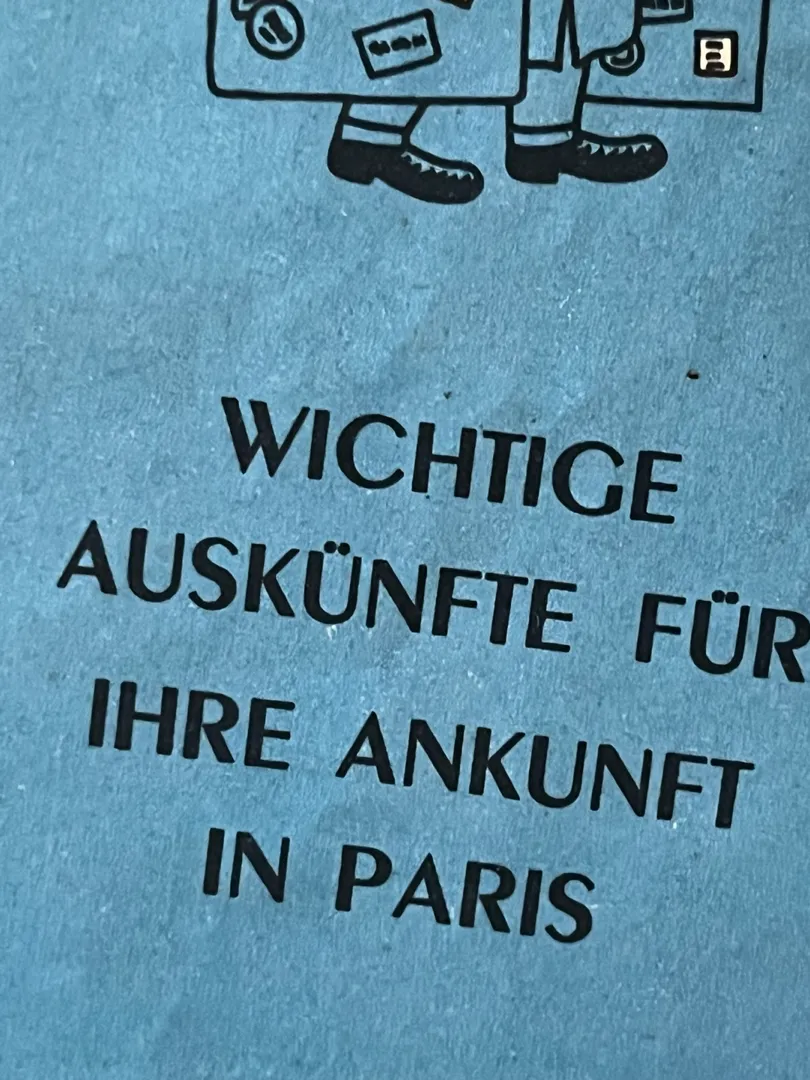 WICHTIGE
AUSKÜNFTE FÜR
IHRE ANKUNFT
IN PARIS